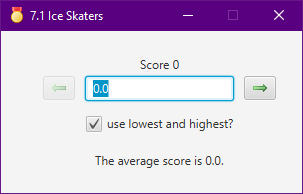 7.1 Ice Skaters
Score 0
0.0
use lowest and highest?
The average score is 0.0.